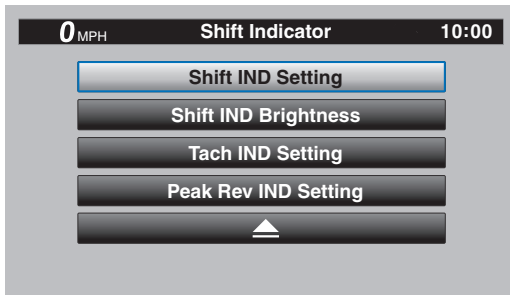 0 MPH Shift Indicator 10:00
Shift IND Setting
Shift IND Brightness
Tach IND Setting
Peak Rev IND Setting